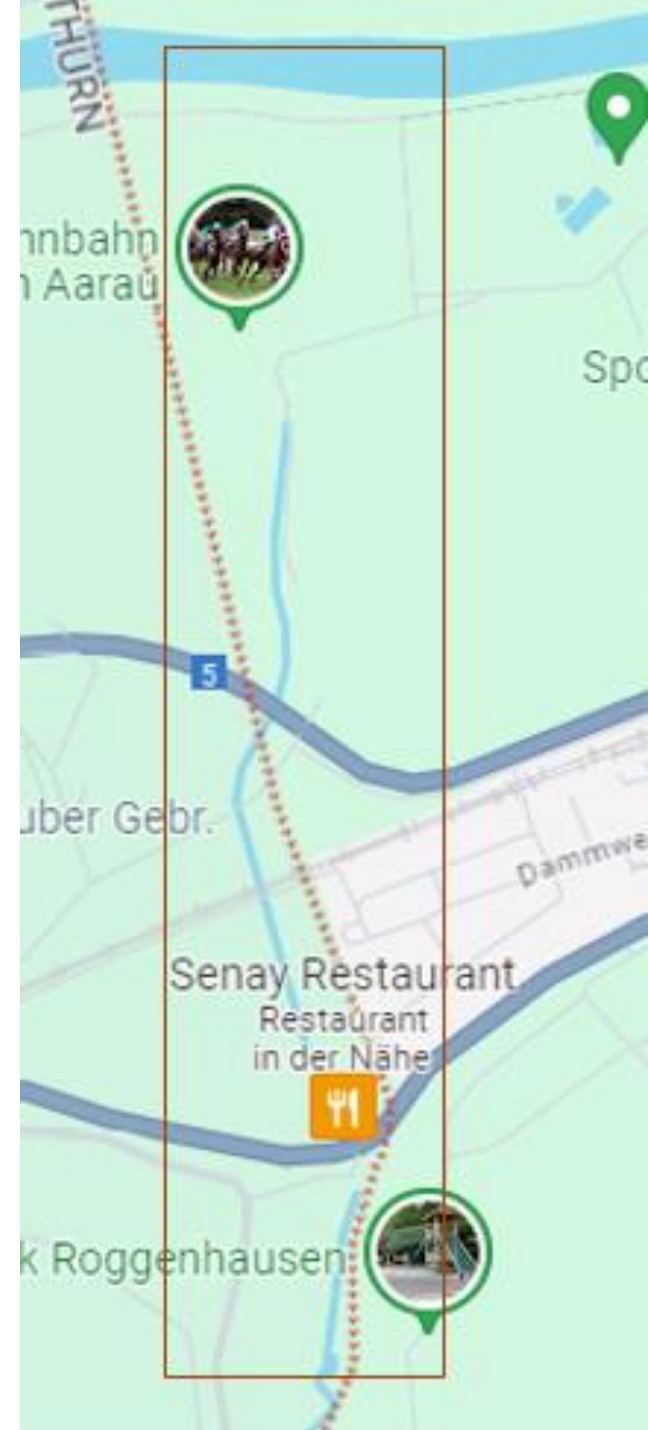 THURN
nnbahn
n Aarau
Spo
5
uber Gebr.
Dammwe
Senay Restaurant
Restaurant
in der Nähe
k Roggenhausen